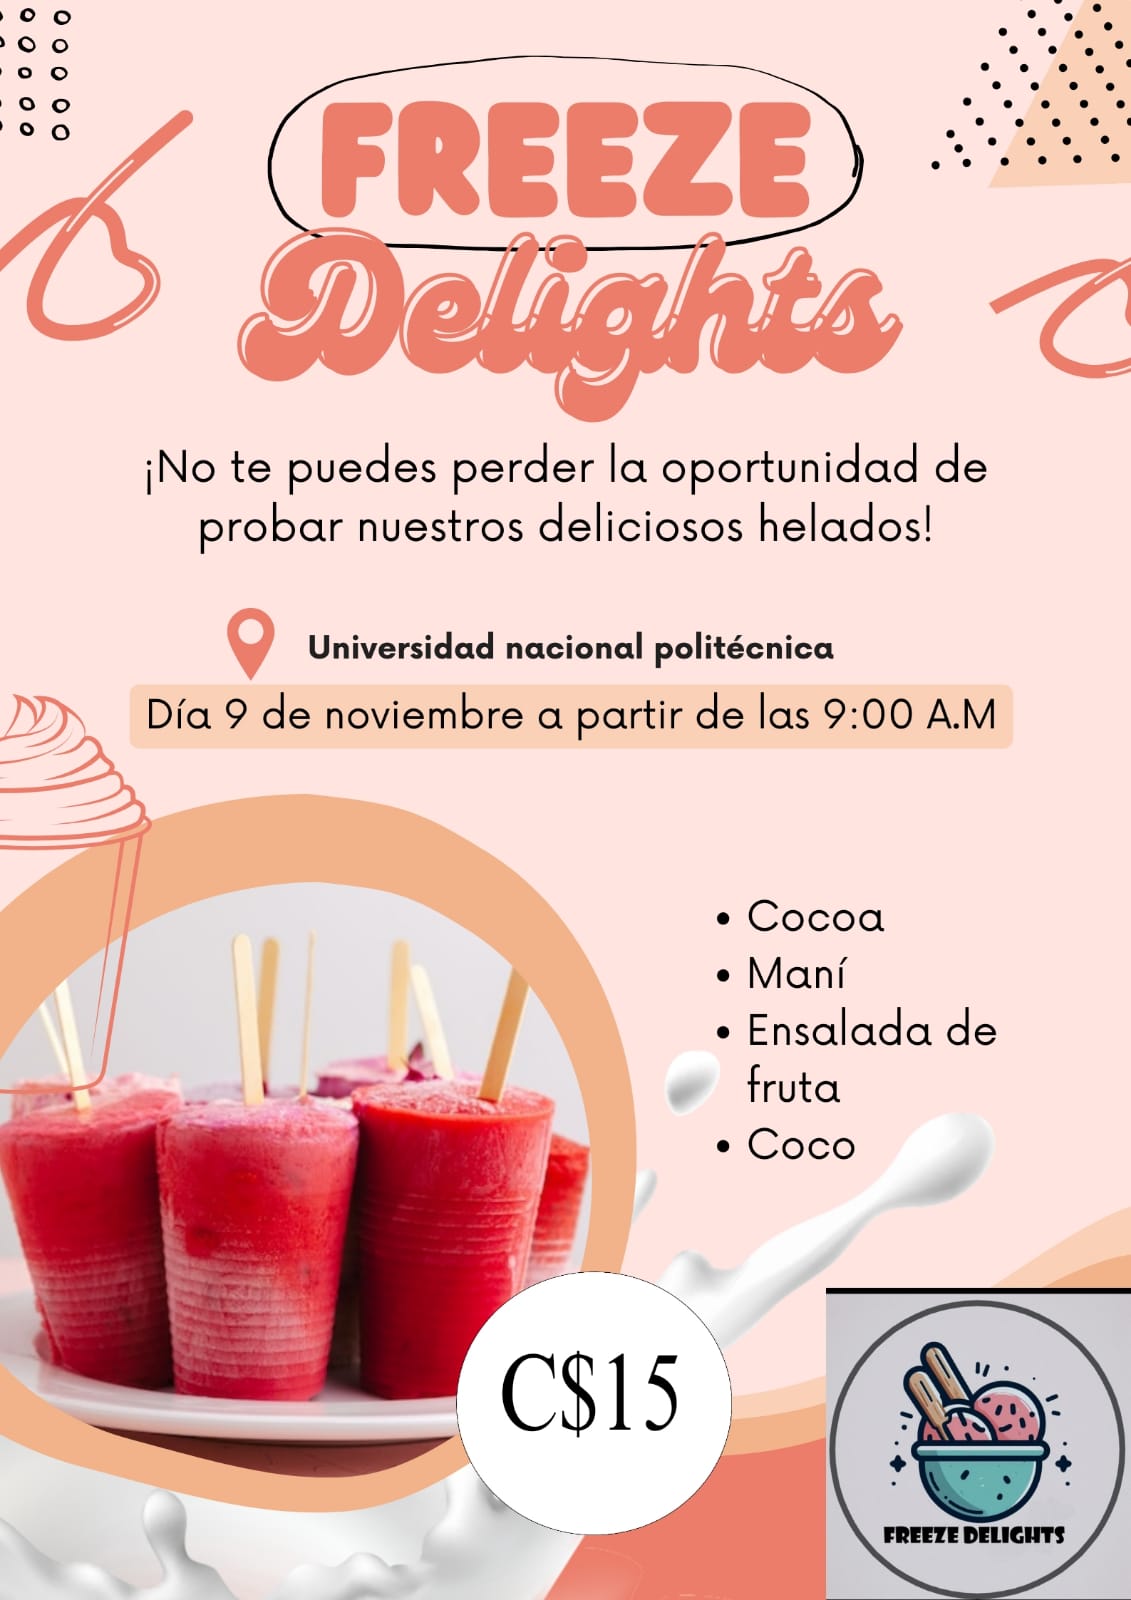 FREEZE
Delights
¡No te puedes perder la oportunidad de
probar nuestros deliciosos helados!
Universidad nacional politécnica
Día 9 de noviembre a partir de las 9:00 A.M
• Cocoa
• Maní
• Ensalada de
fruta
• Coco
C$15
FREEZE DELIGHTS